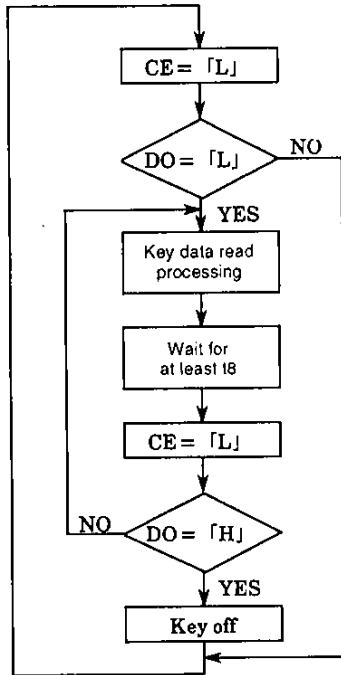 CE = 「L」
DO = 「L」
NO
YES
Key data read
processing
Wait for
at least t8
CE = 「L」
DO = 「H」
NO
YES
Key off